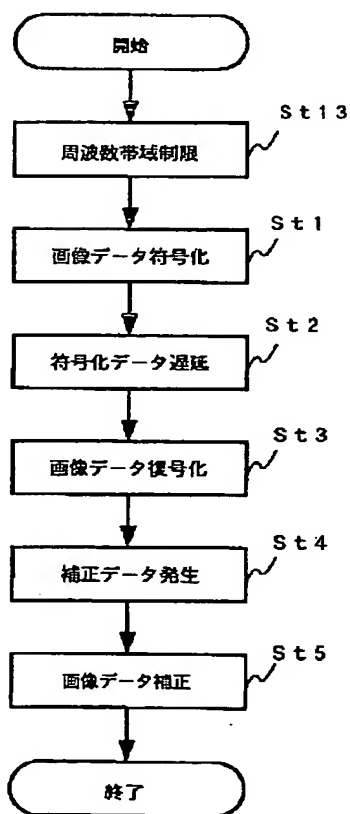 開始
Ｓｔ１３
周波数帯域制限
Ｓｔ１
画像データ符号化
Ｓｔ２
符号化データ遅延
Ｓｔ３
画像データ復号化
Ｓｔ４
補正データ発生
Ｓｔ５
画像データ補正
終了